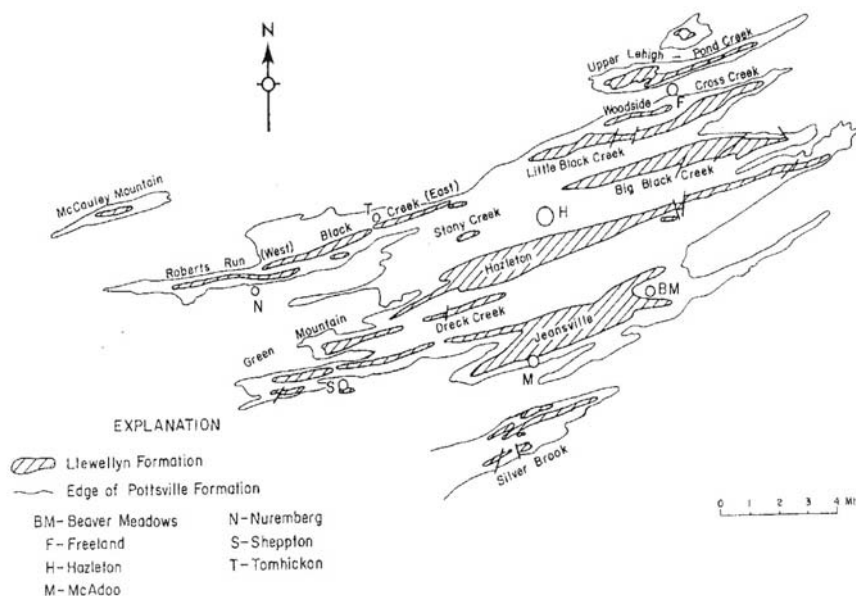 N
Upper Lehigh - Pond Creek
F
Woodside
Cross Creek
Little Black Creek
Big Black Creek
McCauley Mountain
T
Black Creek (East)
Stony Creek
H
Roberts Run (West)
N
Hazleton
BM
Dreck Creek
Jeansville
Green Mountain
S
M
Silver Brook
EXPLANATION
Llewellyn Formation
Edge of Pottsville Formation
BM-Beaver Meadows
F-Freeland
H-Hazleton
M-McAdoo
N-Nuremberg
S-Sheppton
T-Tomhicken
0 1 2 3 4 Mi